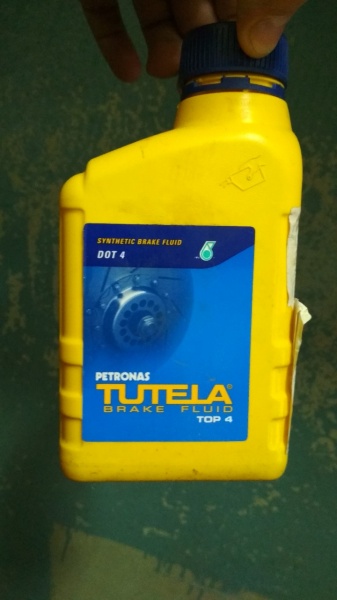 SYNTHETIC BRAKE FLUID
DOT 4
PETRONAS
TUTELA®
BRAKE FLUID
TOP 4